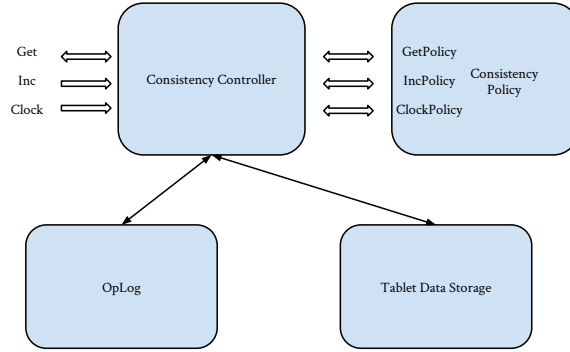 Get
Inc
Clock
Consistency Controller
GetPolicy
IncPolicy
ClockPolicy
Consistency
Policy
OpLog
Tablet Data Storage